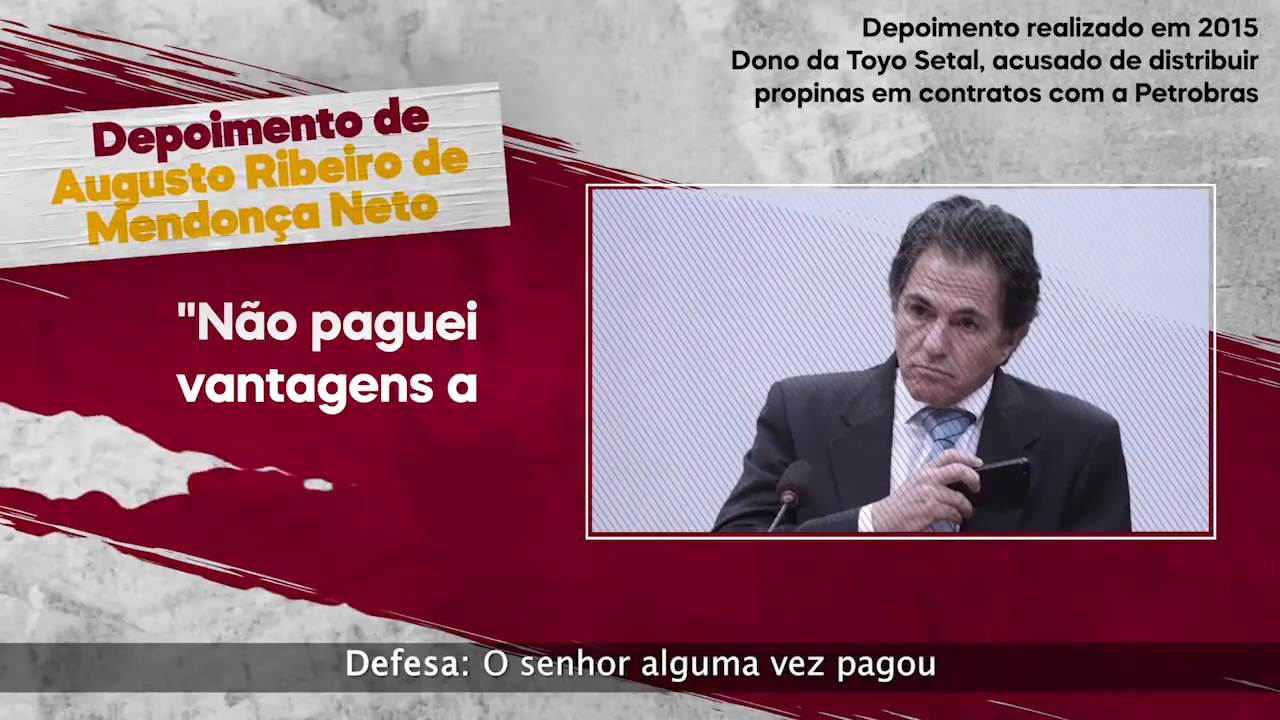 Depoimento realizado em 2015
Dono da Toyo Setal, acusado de distribuir
propinas em contratos com a Petrobras
Depoimento de
Augusto Ribeiro de
Mendonça Neto
"Não paguei
vantagens a
Defesa: O senhor alguma vez pagou